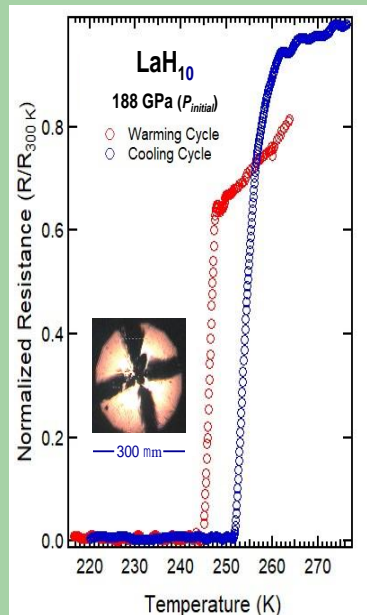 LaH10
188 GPa (Pinitial)
Warming Cycle
Cooling Cycle
Normalized Resistance (R/R300 K)
0.8
0.6
0.4
0.2
0.0
300 mm
220 230 240 250 260 270
Temperature (K)